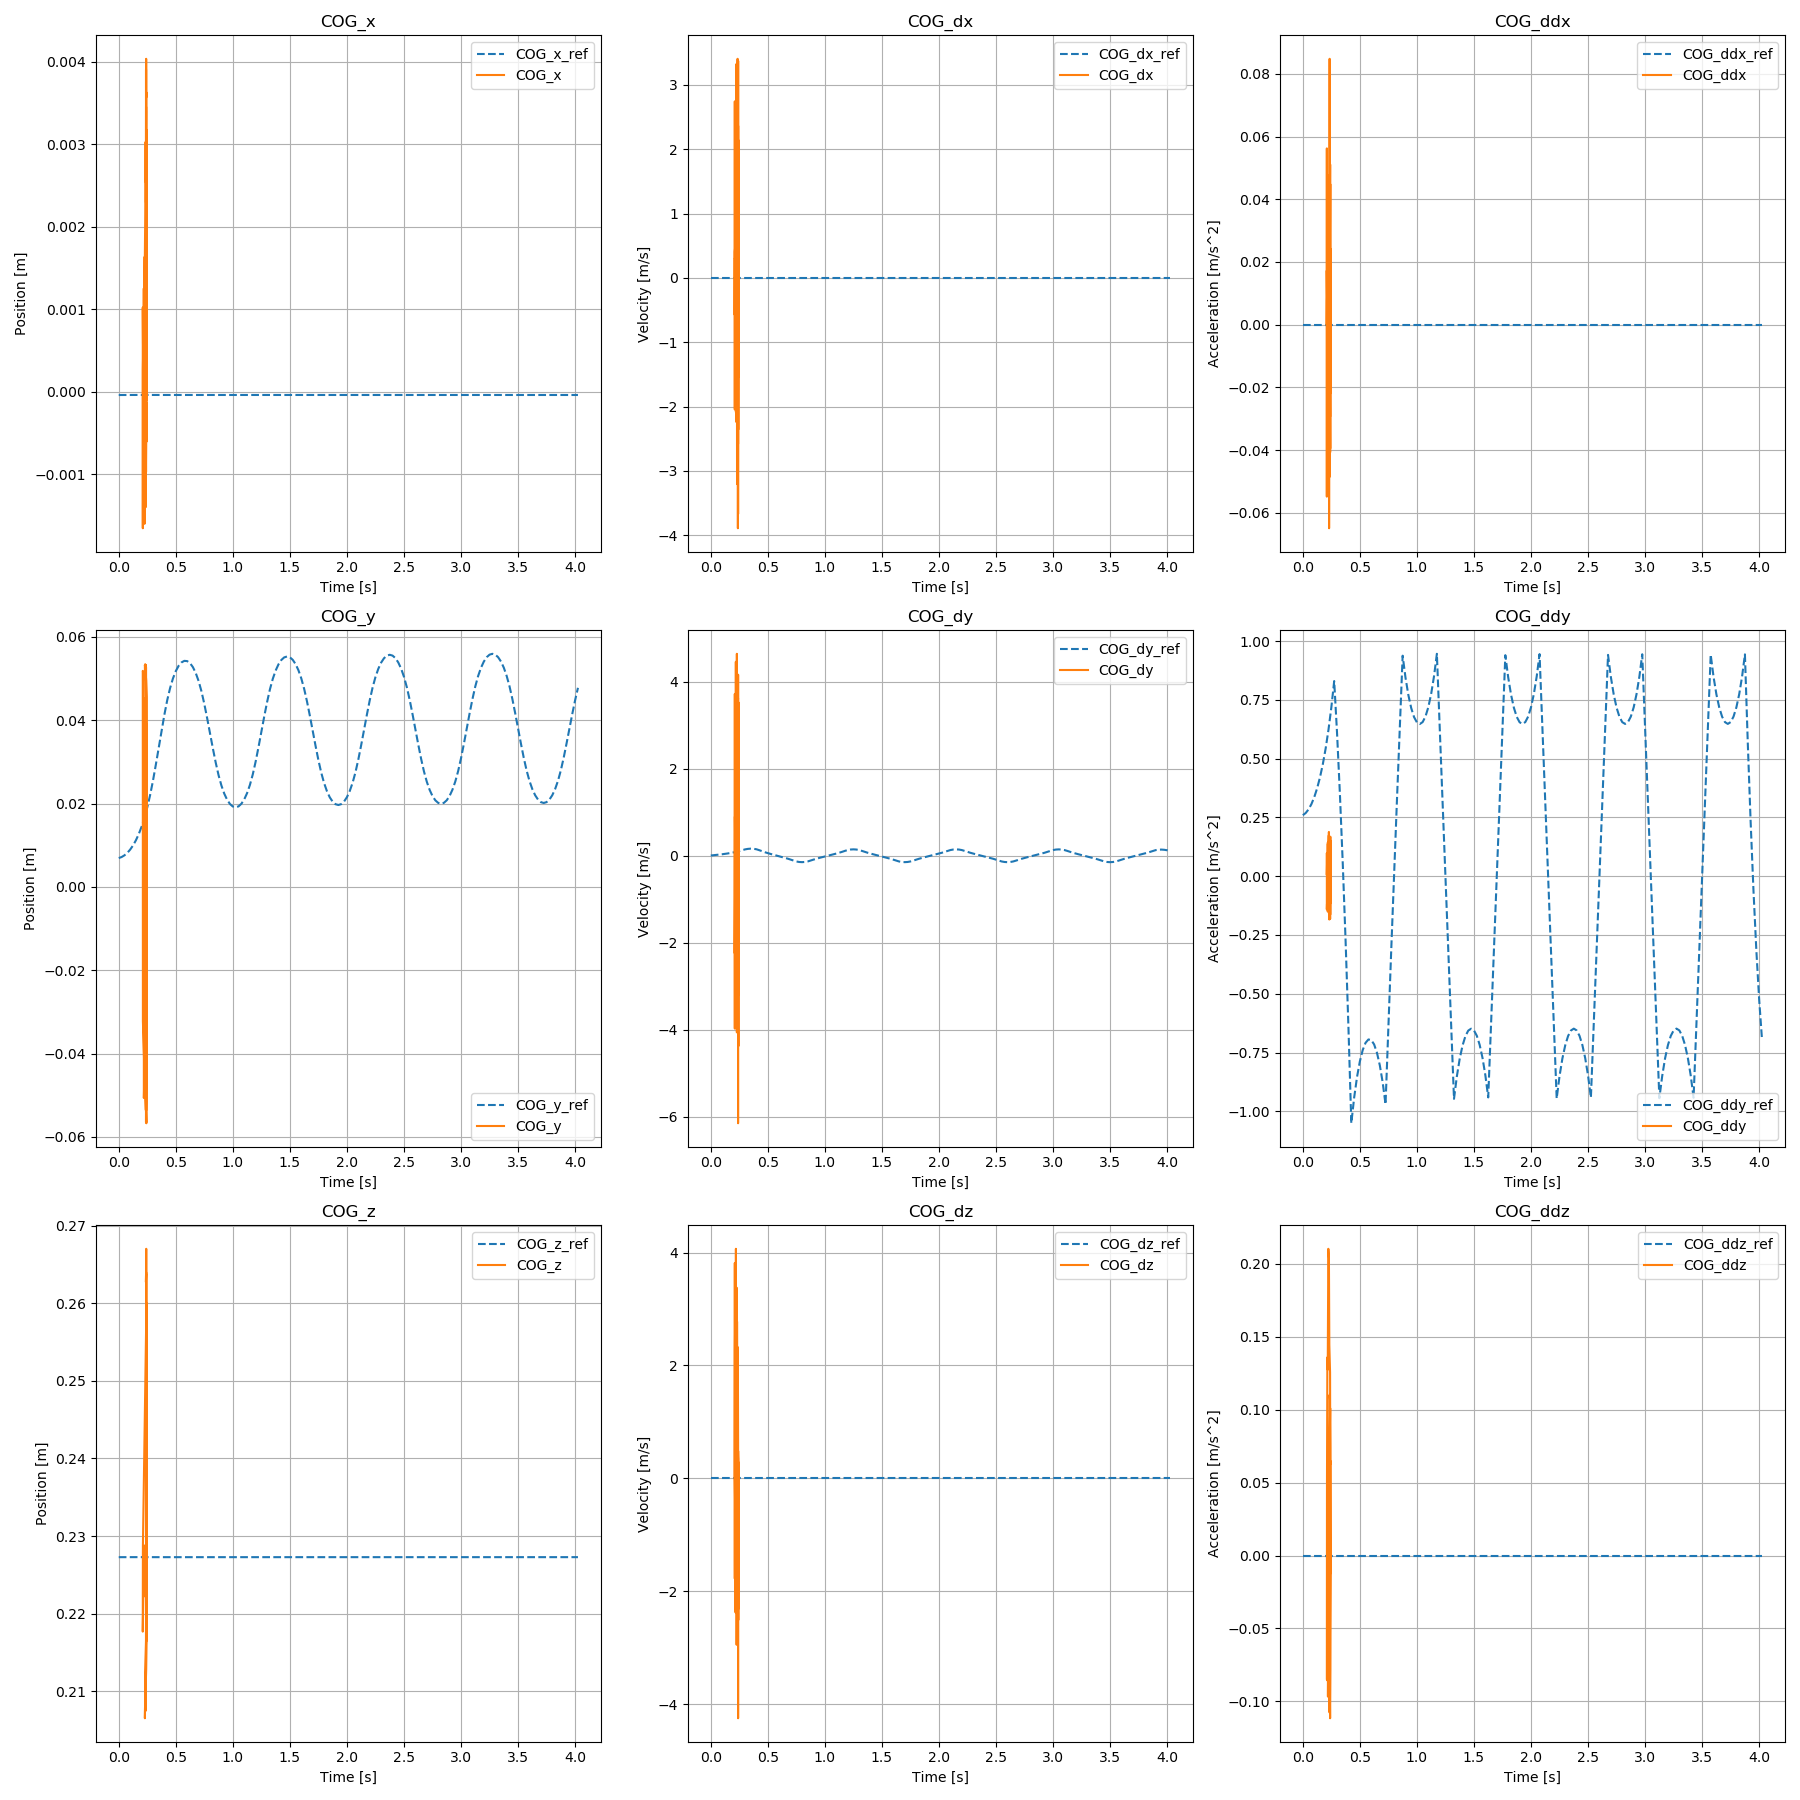 COG_x
COG_x_ref
COG_x
0.004
0.003
0.002
0.001
0.000
−0.001
Position [m]
0.0 0.5 1.0 1.5 2.0 2.5 3.0 3.5 4.0
Time [s]
COG_dx
COG_dx_ref
COG_dx
3
2
1
0
−1
−2
−3
−4
Velocity [m/s]
0.0 0.5 1.0 1.5 2.0 2.5 3.0 3.5 4.0
Time [s]
COG_ddx
COG_ddx_ref
COG_ddx
0.08
0.06
0.04
0.02
0.00
−0.02
−0.04
−0.06
Acceleration [m/s^2]
0.0 0.5 1.0 1.5 2.0 2.5 3.0 3.5 4.0
Time [s]
COG_y
0.06
0.04
0.02
0.00
−0.02
−0.04
−0.06
Position [m]
COG_y_ref
COG_y
0.0 0.5 1.0 1.5 2.0 2.5 3.0 3.5 4.0
Time [s]
COG_dy
COG_dy_ref
COG_dy
4
2
0
−2
−4
−6
Velocity [m/s]
0.0 0.5 1.0 1.5 2.0 2.5 3.0 3.5 4.0
Time [s]
COG_ddy
1.00
0.75
0.50
0.25
0.00
−0.25
−0.50
−0.75
−1.00
Acceleration [m/s^2]
COG_ddy_ref
COG_ddy
0.0 0.5 1.0 1.5 2.0 2.5 3.0 3.5 4.0
Time [s]
COG_z
COG_z_ref
COG_z
0.27
0.26
0.25
0.24
0.23
0.22
0.21
Position [m]
0.0 0.5 1.0 1.5 2.0 2.5 3.0 3.5 4.0
Time [s]
COG_dz
COG_dz_ref
COG_dz
4
2
0
−2
−4
Velocity [m/s]
0.0 0.5 1.0 1.5 2.0 2.5 3.0 3.5 4.0
Time [s]
COG_ddz
COG_ddz_ref
COG_ddz
0.20
0.15
0.10
0.05
0.00
−0.05
−0.10
Acceleration [m/s^2]
0.0 0.5 1.0 1.5 2.0 2.5 3.0 3.5 4.0
Time [s]